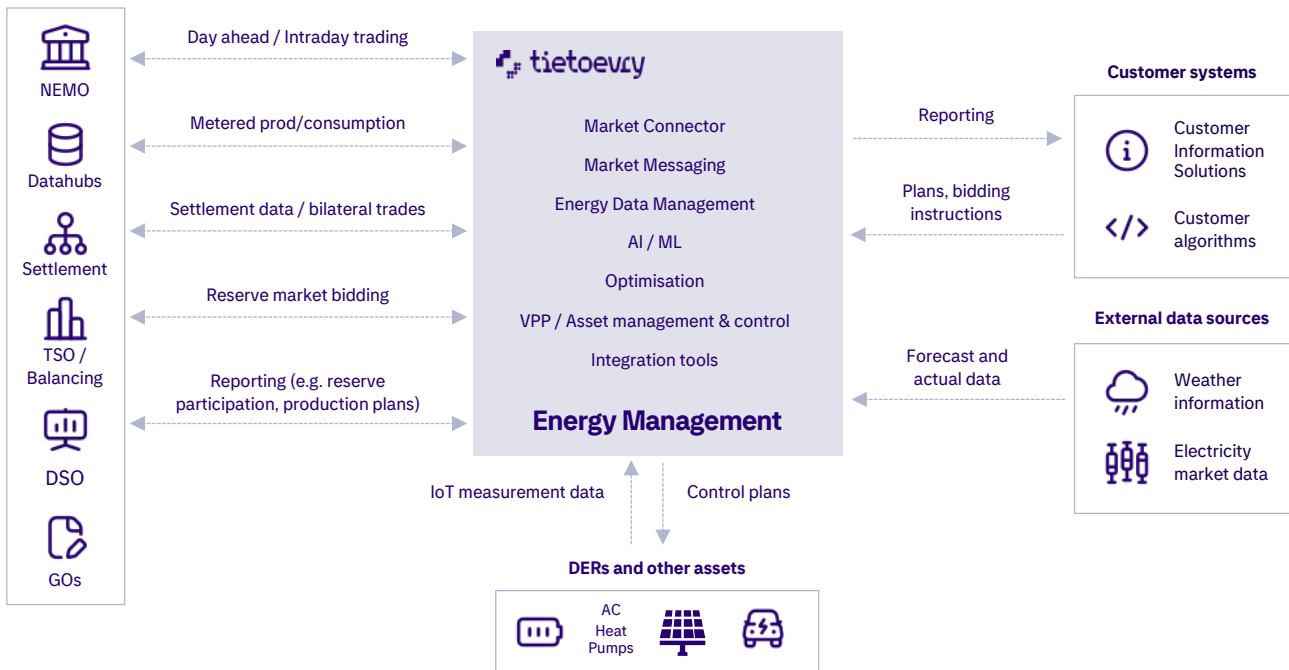 NEMO
Datahubs
Settlement
TSO /
Balancing
DSO
GOs
Day ahead / Intraday trading
Metered prod/consumption
Settlement data / bilateral trades
Reserve market bidding
Reporting (e.g. reserve
participation, production plans)
tietoevry
Market Connector
Market Messaging
Energy Data Management
AI / ML
Optimisation
VPP / Asset management & control
Integration tools
Energy Management
IoT measurement data
Control plans
DERs and other assets
AC
Heat
Pumps
Reporting
Plans, bidding
instructions
Forecast and
actual data
Customer systems
Customer
Information
Solutions
</>
Customer
algorithms
External data sources
Weather
information
Electricity
market data